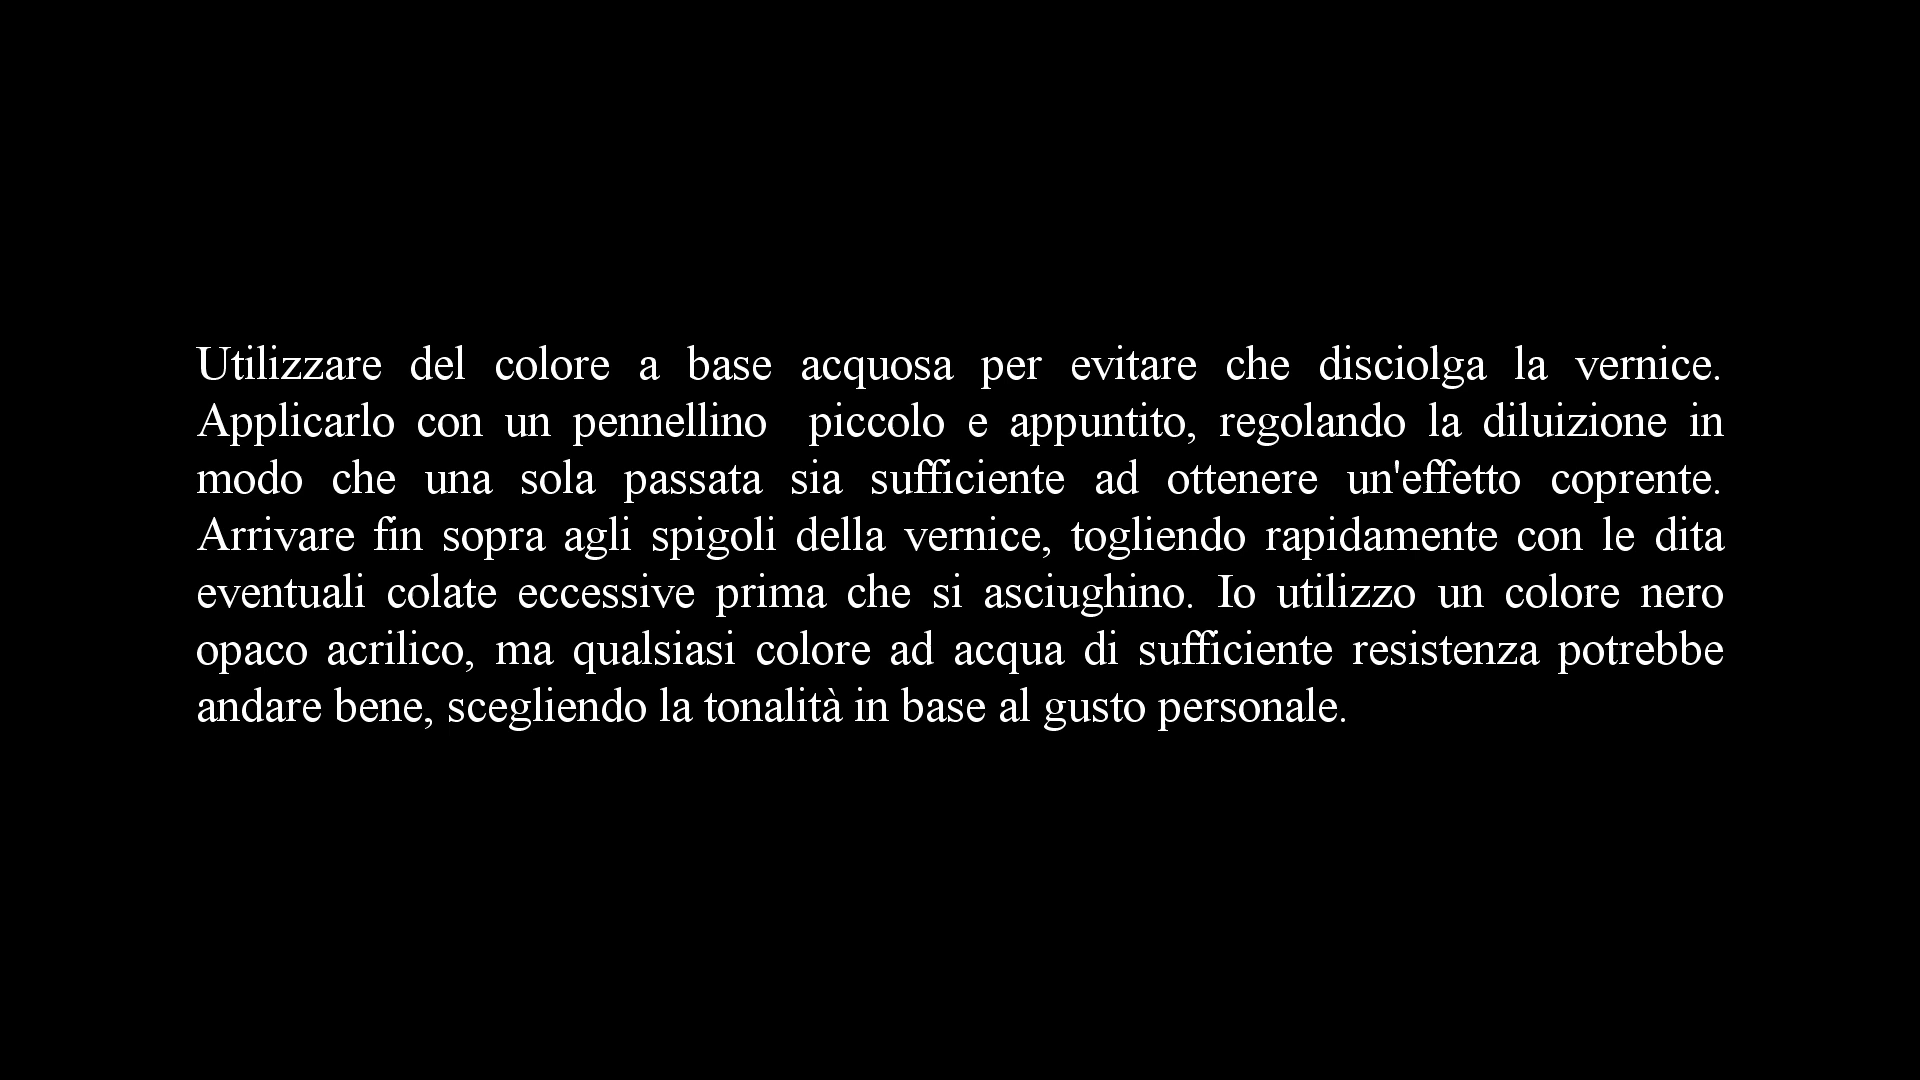 Utilizzare del colore a base acquosa per evitare che disciolga la vernice.
Applicarlo con un pennellino  piccolo e appuntito, regolando la diluizione in
modo che una sola passata sia sufficiente ad ottenere un'effetto coprente.
Arrivare fin sopra agli spigoli della vernice, togliendo rapidamente con le dita
eventuali colate eccessive prima che si asciughino. Io utilizzo un colore nero
opaco acrilico, ma qualsiasi colore ad acqua di sufficiente resistenza potrebbe
andare bene, scegliendo la tonalità in base al gusto personale.